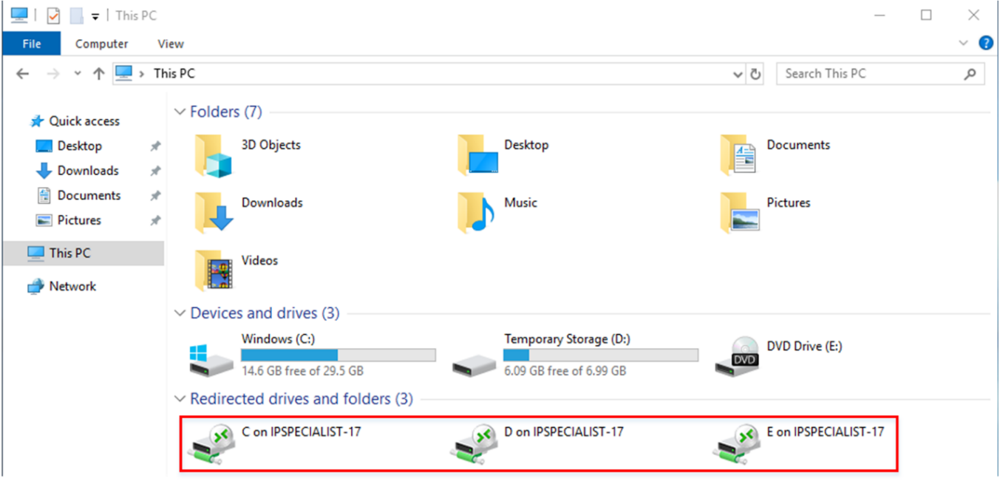 This PC
File Computer View
This PC
Search This PC
Quick access
Desktop
Downloads
Documents
Pictures
This PC
Network
Folders (7)
3D Objects
Desktop
Documents
Downloads
Music
Pictures
Videos
Devices and drives (3)
Windows (C:)
14.6 GB free of 29.5 GB
Temporary Storage (D:)
6.09 GB free of 6.99 GB
DVD Drive (E:)
DVD
Redirected drives and folders (3)
C on IPSPECIALIST-17
D on IPSPECIALIST-17
E on IPSPECIALIST-17